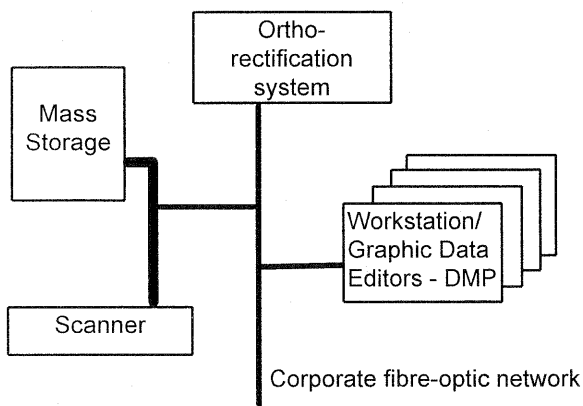 Ortho-
rectification
system
Mass
Storage
Workstation/
Graphic Data
Editors - DMP
Scanner
Corporate fibre-optic network